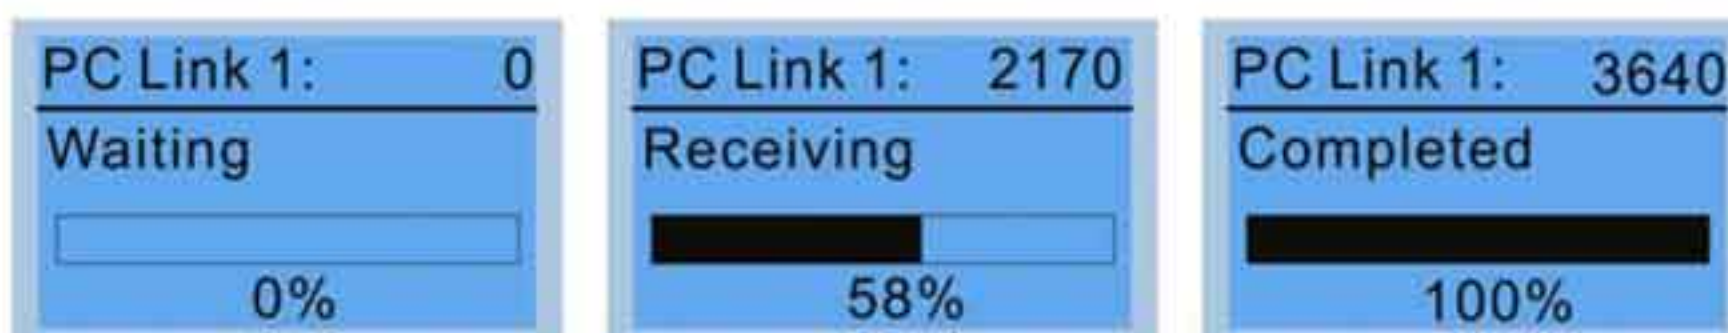 PC Link 1: 0
Waiting
0%
PC Link 1: 2170
Receiving
58%
PC Link 1: 3640
Completed
100%